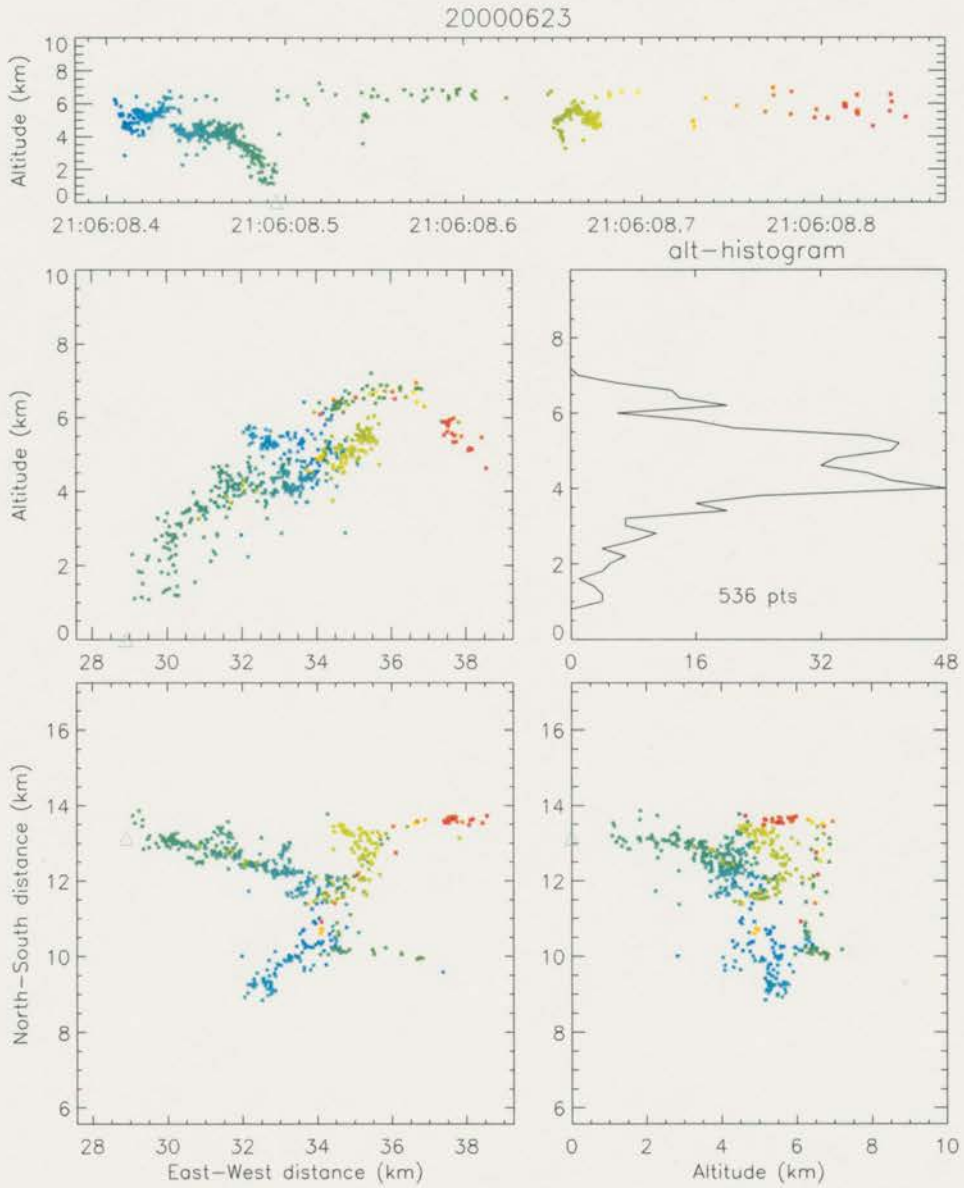 20000623
Altitude (km)
10
8
6
4
2
0
21:06:08.4 21:06:08.5 21:06:08.6 21:06:08.7 21:06:08.8
alt-histogram
Altitude (km)
10
8
6
4
2
0
28 30 32 34 36 38
8
6
4
2
0
536 pts
0 16 32 48
North-South distance (km)
16
14
12
10
8
6
28 30 32 34 36 38
East-West distance (km)
16
14
12
10
8
6
0 2 4 6 8 10
Altitude (km)